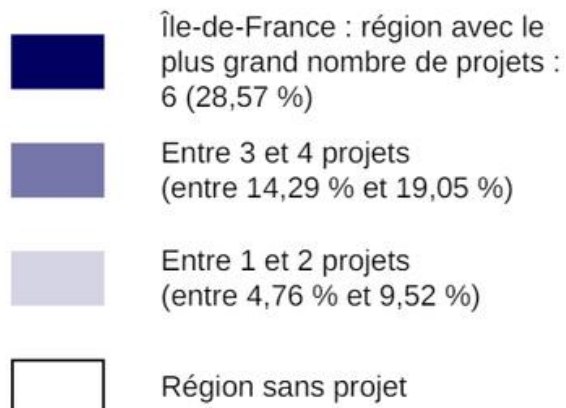 Île-de-France : région avec le
plus grand nombre de projets :
6 (28,57 %)
Entre 3 et 4 projets
(entre 14,29 % et 19,05 %)
Entre 1 et 2 projets
(entre 4,76 % et 9,52 %)
Région sans projet